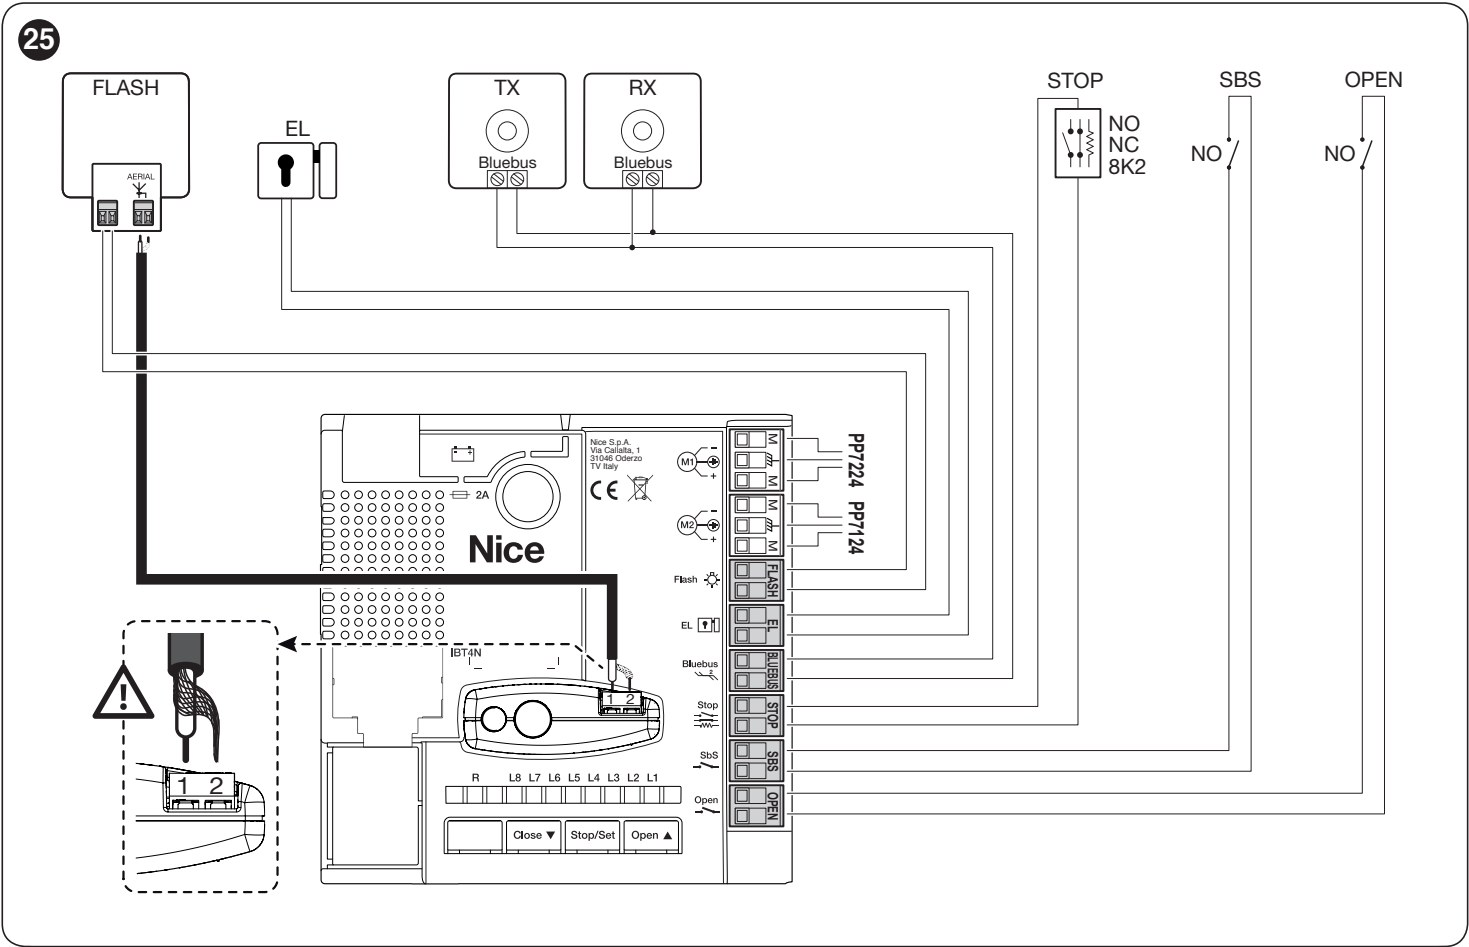 25
FLASH
AERIAL
EL
TX
Bluebus
RX
Bluebus
STOP
NO
NC
8K2
SBS
NO
OPEN
NO
Nice S.p.A.
Via Callalta, 1
31046 Oderzo
TV Italy
CE
- +
2A
Nice
M1
-
+
M
M
PP7224
M2
-
+
M
M
PP7124
Flash
FLASH
EL
EL
Bluebus
2
BLUEBUS
Stop
STOP
SbS
SBS
Open
OPEN
IBT4N
1 2
1 2
R L8 L7 L6 L5 L4 L3 L2 L1
Close ▼
Stop/Set
Open ▲